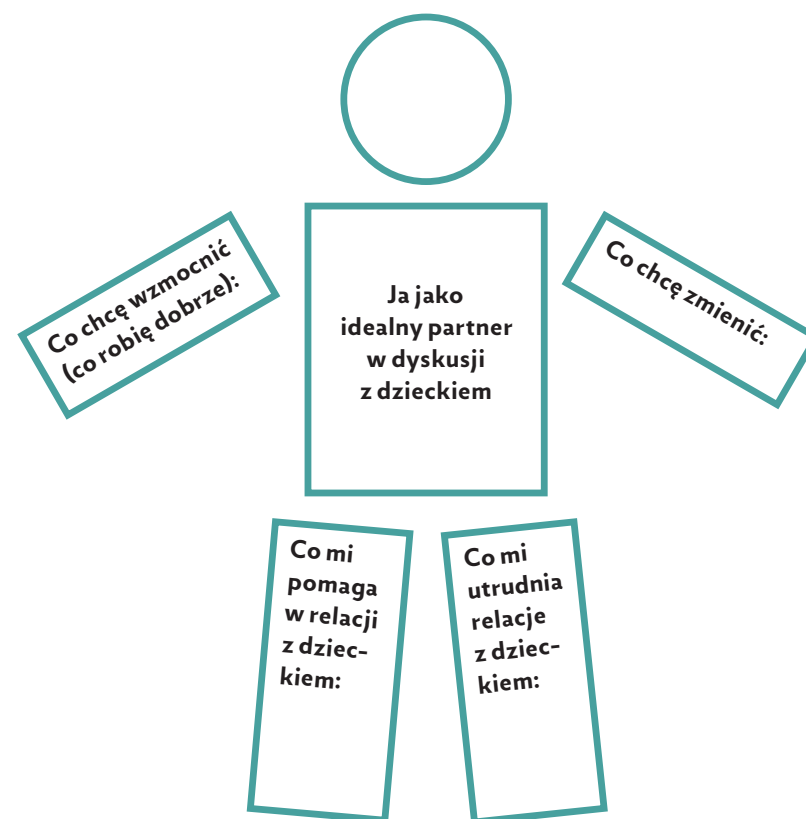 Co chcę wzmocnić
(co robię dobrze):
Ja jako
idealny partner
w dyskusji
z dzieckiem
Co chcę zmienić:
Co mi
pomaga
w relacji
z dziec-
kiem:
Co mi
utrudnia
relacje
z dziec-
kiem: